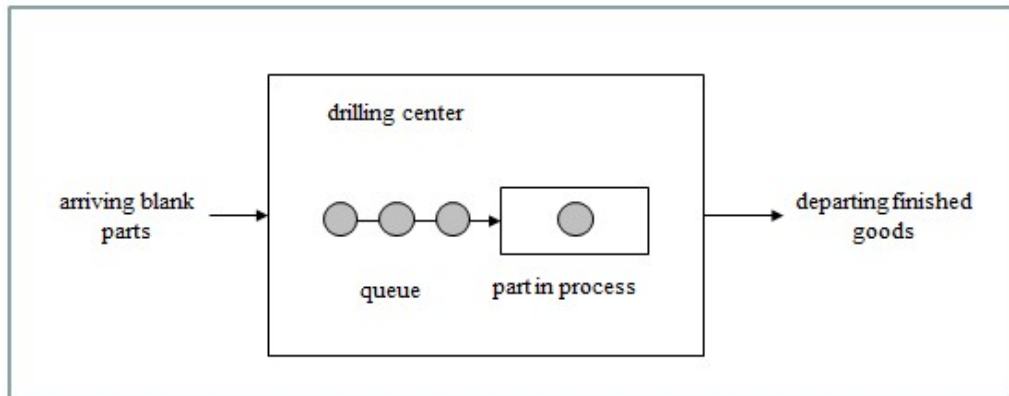 drilling center
arriving blank
parts
departing finished
goods
queue
part in process